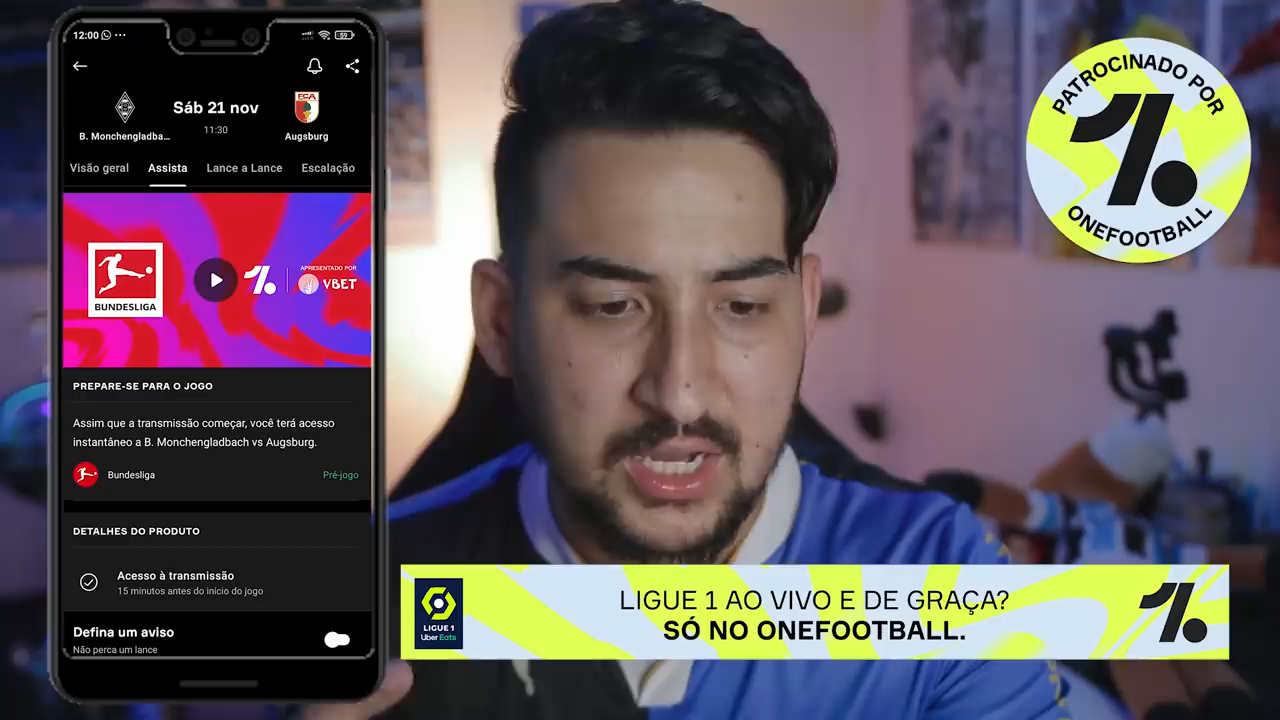 12:00
59
Sáb 21 nov
11:30
B. Monchengladba...
FCA
Augsburg
Visão geral
Assista
Lance a Lance
Escalação
BUNDESLIGA
APRESENTADO POR
VBET
PREPARE-SE PARA O JOGO
Assim que a transmissão começar, você terá acesso
instantâneo a B. Monchengladbach vs Augsburg.
Bundesliga
Pré-jogo
DETALHES DO PRODUTO
Acesso à transmissão
15 minutos antes do início do jogo
Defina um aviso
Não perca um lance
PATROCINADO POR
ONEFOOTBALL
LIGUE 1
Uber Eats
LIGUE 1 AO VIVO E DE GRAÇA?
SÓ NO ONEFOOTBALL.